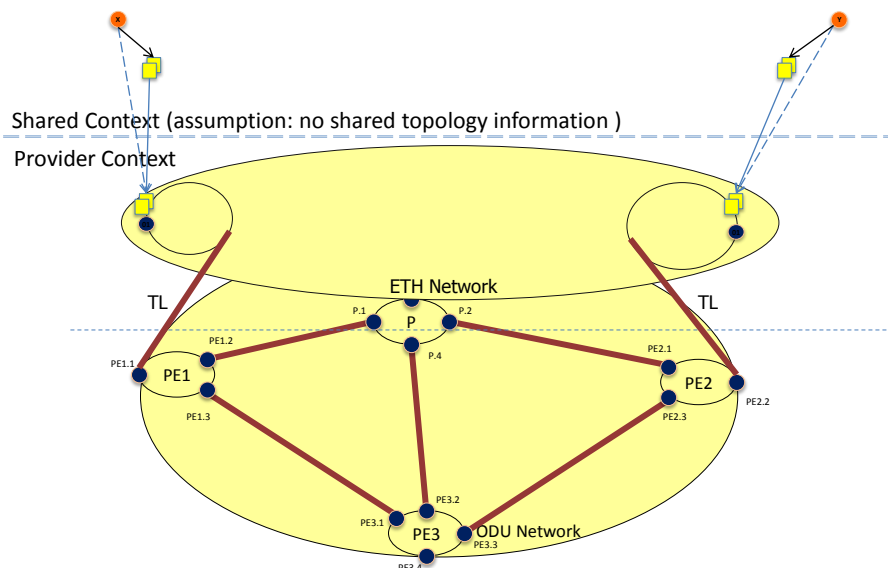 X
Y
Shared Context (assumption: no shared topology information )
Provider Context
ETH Network
TL
TL
P.1
P
P.2
P.4
PE1.2
PE2.1
PE1.1
PE1
PE2
PE1.3
PE2.3
PE2.2
PE3.2
PE3.1
PE3
ODU Network
PE3.3
PE3.4